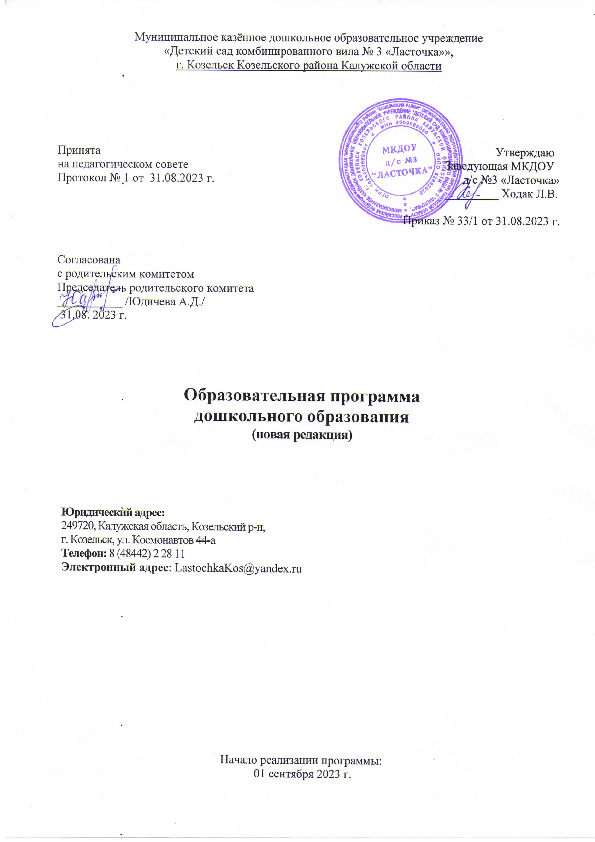 Муниципальное казённое дошкольное образовательное учреждение
«Детский сад комбинированного вила № 3 «Ласточка»»,
г. Козельск Козельского района Калужской области
Принята
на педагогическом совете
Протокол № 1 от 31.08.2023 г.
МКДОУ
д/с №3
"ЛАСТОЧКА"
Утверждаю
Заведующая МКДОУ
д/с №3 «Ласточка»
Ходак Л.В.
Приказ № 33/1 от 31.08.2023 г.
Согласована
с родительским комитетом
Председатель родительского комитета
/Юдичева А.Д./
31.08. 2023 г.
Образовательная программа
дошкольного образования
(новая редакция)
Юридический адрес:
249720, Калужская область, Козельский р-н,
г. Козельск, ул. Космонавтов 44-а
Телефон: 8 (48442) 2 28 11
Электронный адрес: LastochkaKos@yandex.ru
Начало реализации программы:
01 сентября 2023 г.